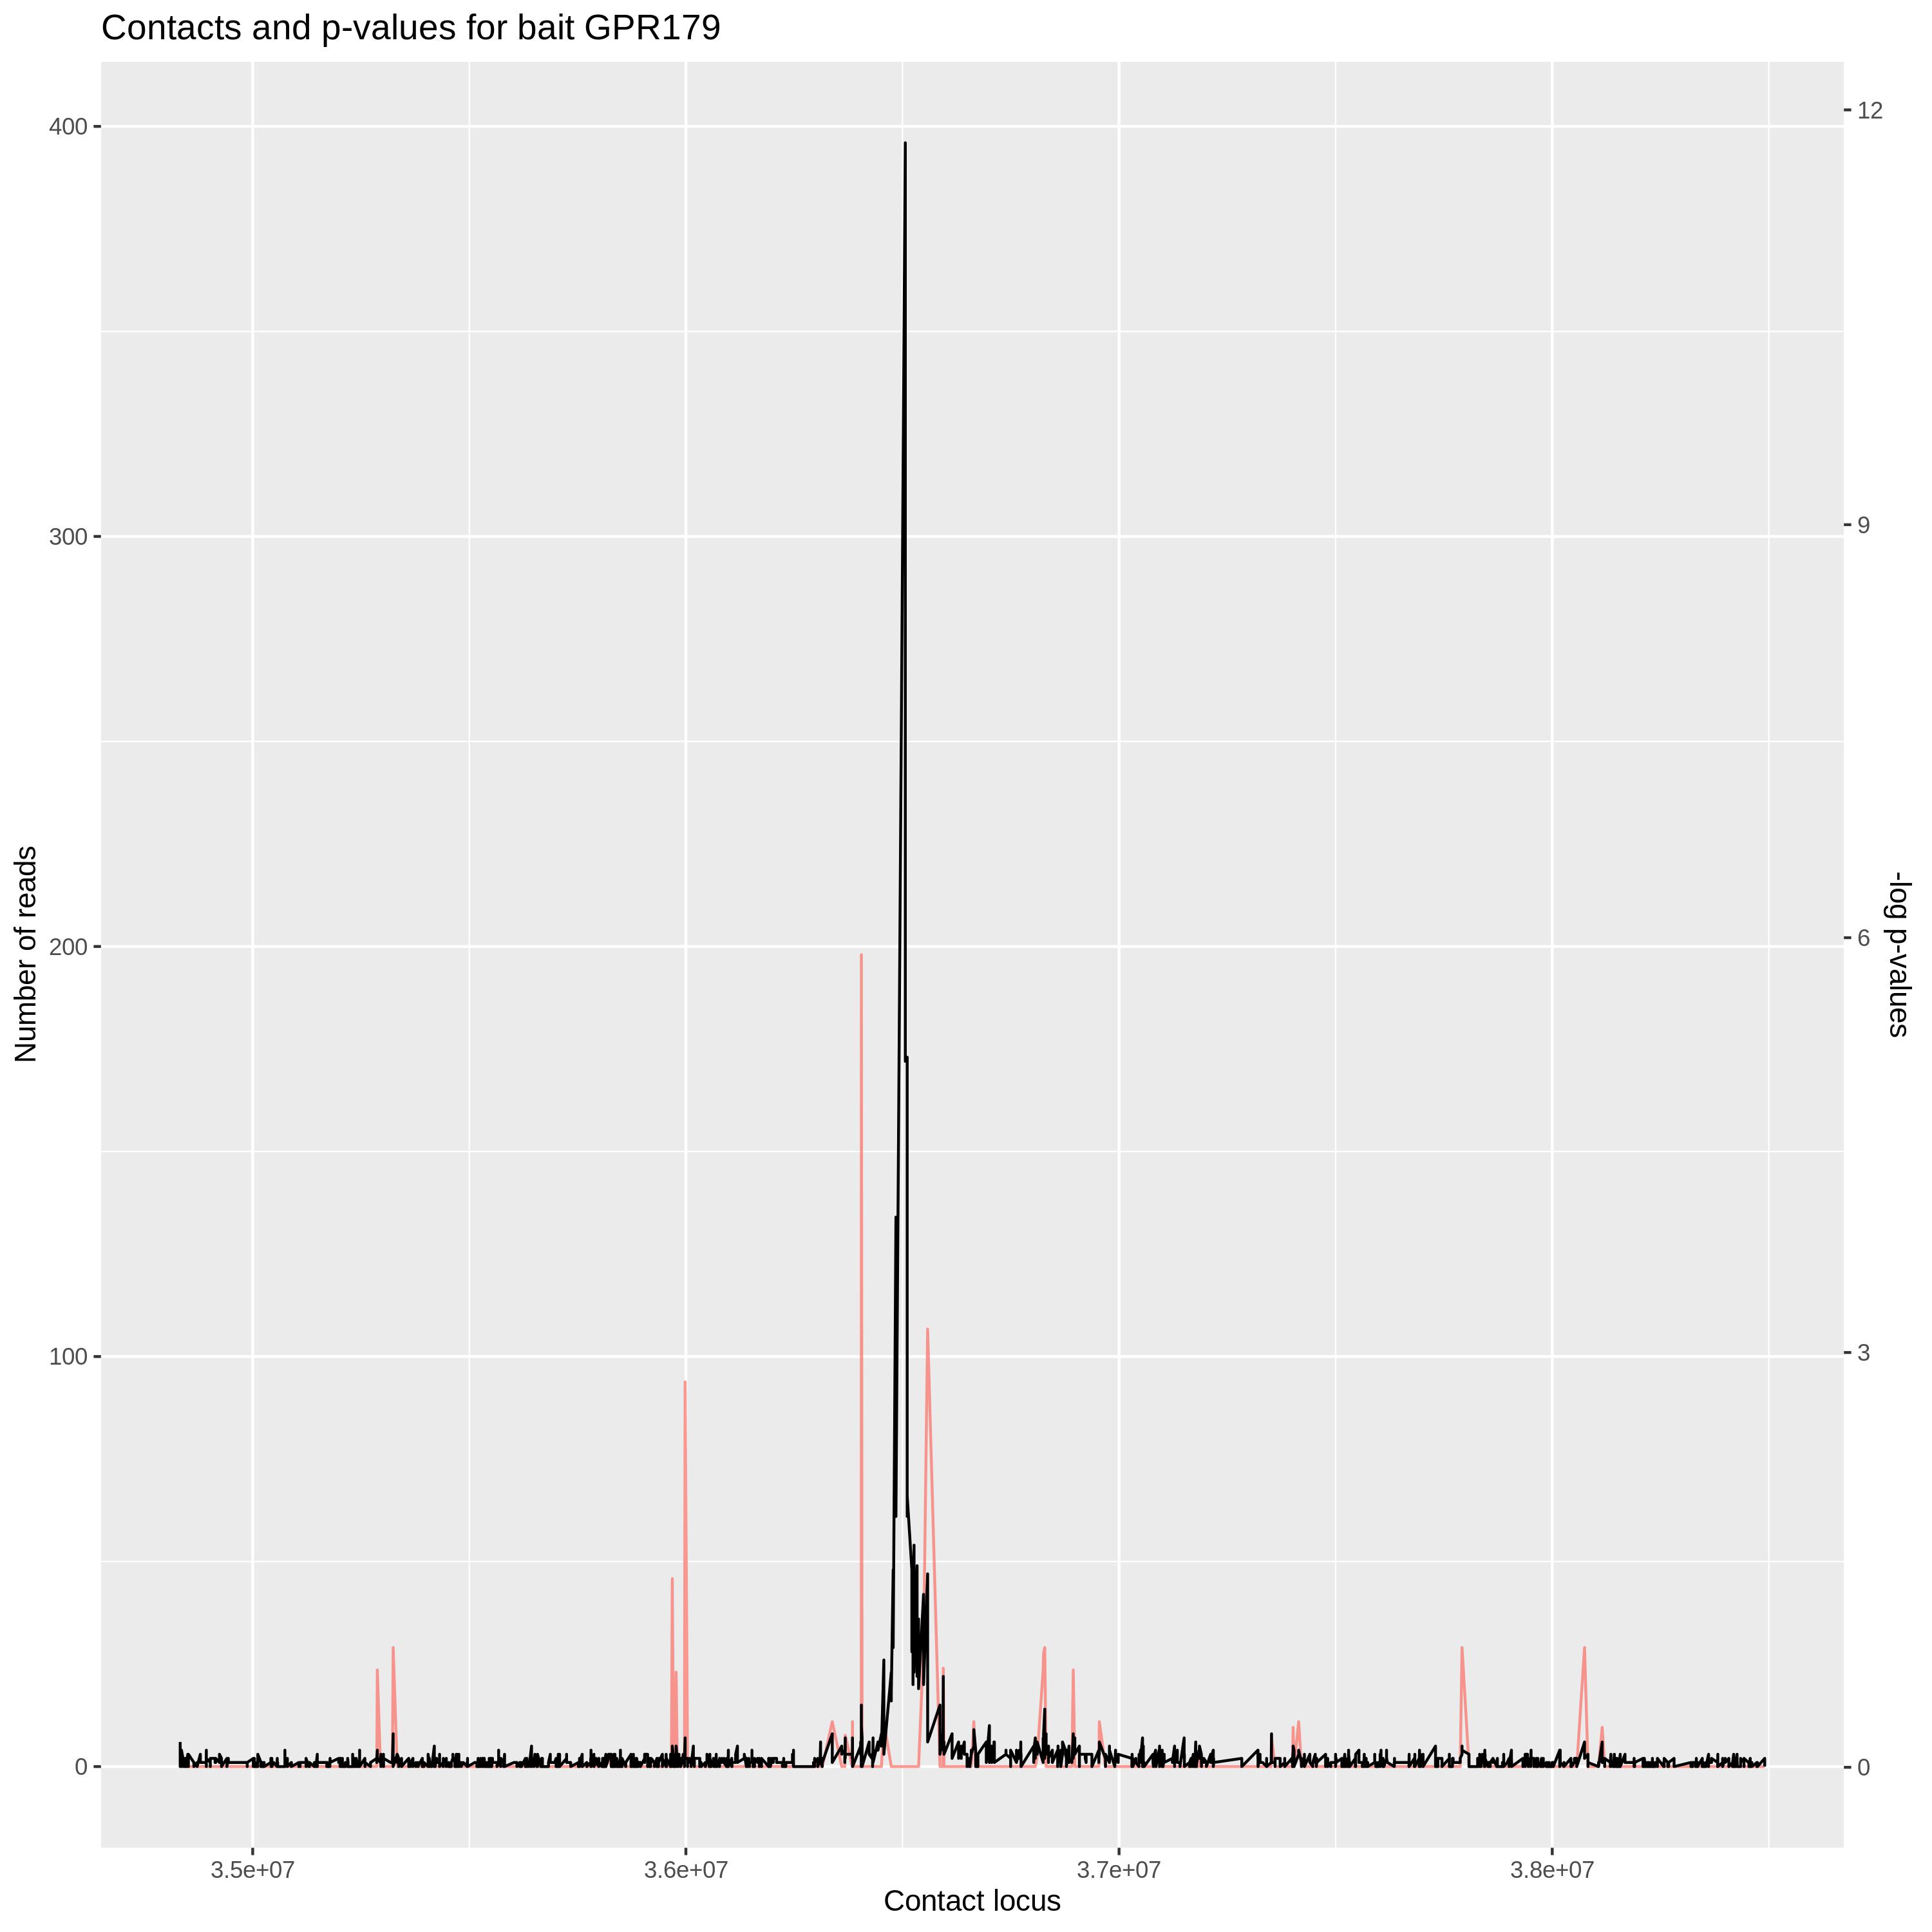 Contacts and p-values for bait GPR179
400
300
200
100
0
Number of reads
12
9
6
3
0
-log p-values
3.5e+07
3.6e+07
3.7e+07
3.8e+07
Contact locus